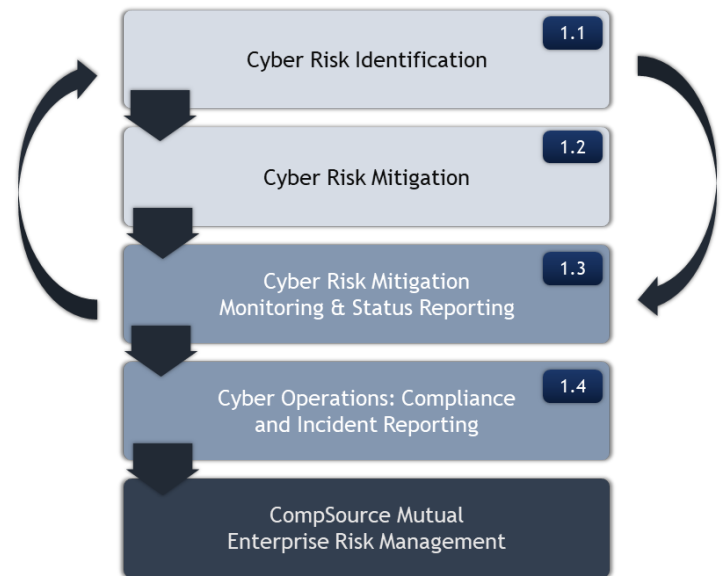 1.1
Cyber Risk Identification
1.2
Cyber Risk Mitigation
1.3
Cyber Risk Mitigation
Monitoring & Status Reporting
1.4
Cyber Operations: Compliance
and Incident Reporting
CompSource Mutual
Enterprise Risk Management